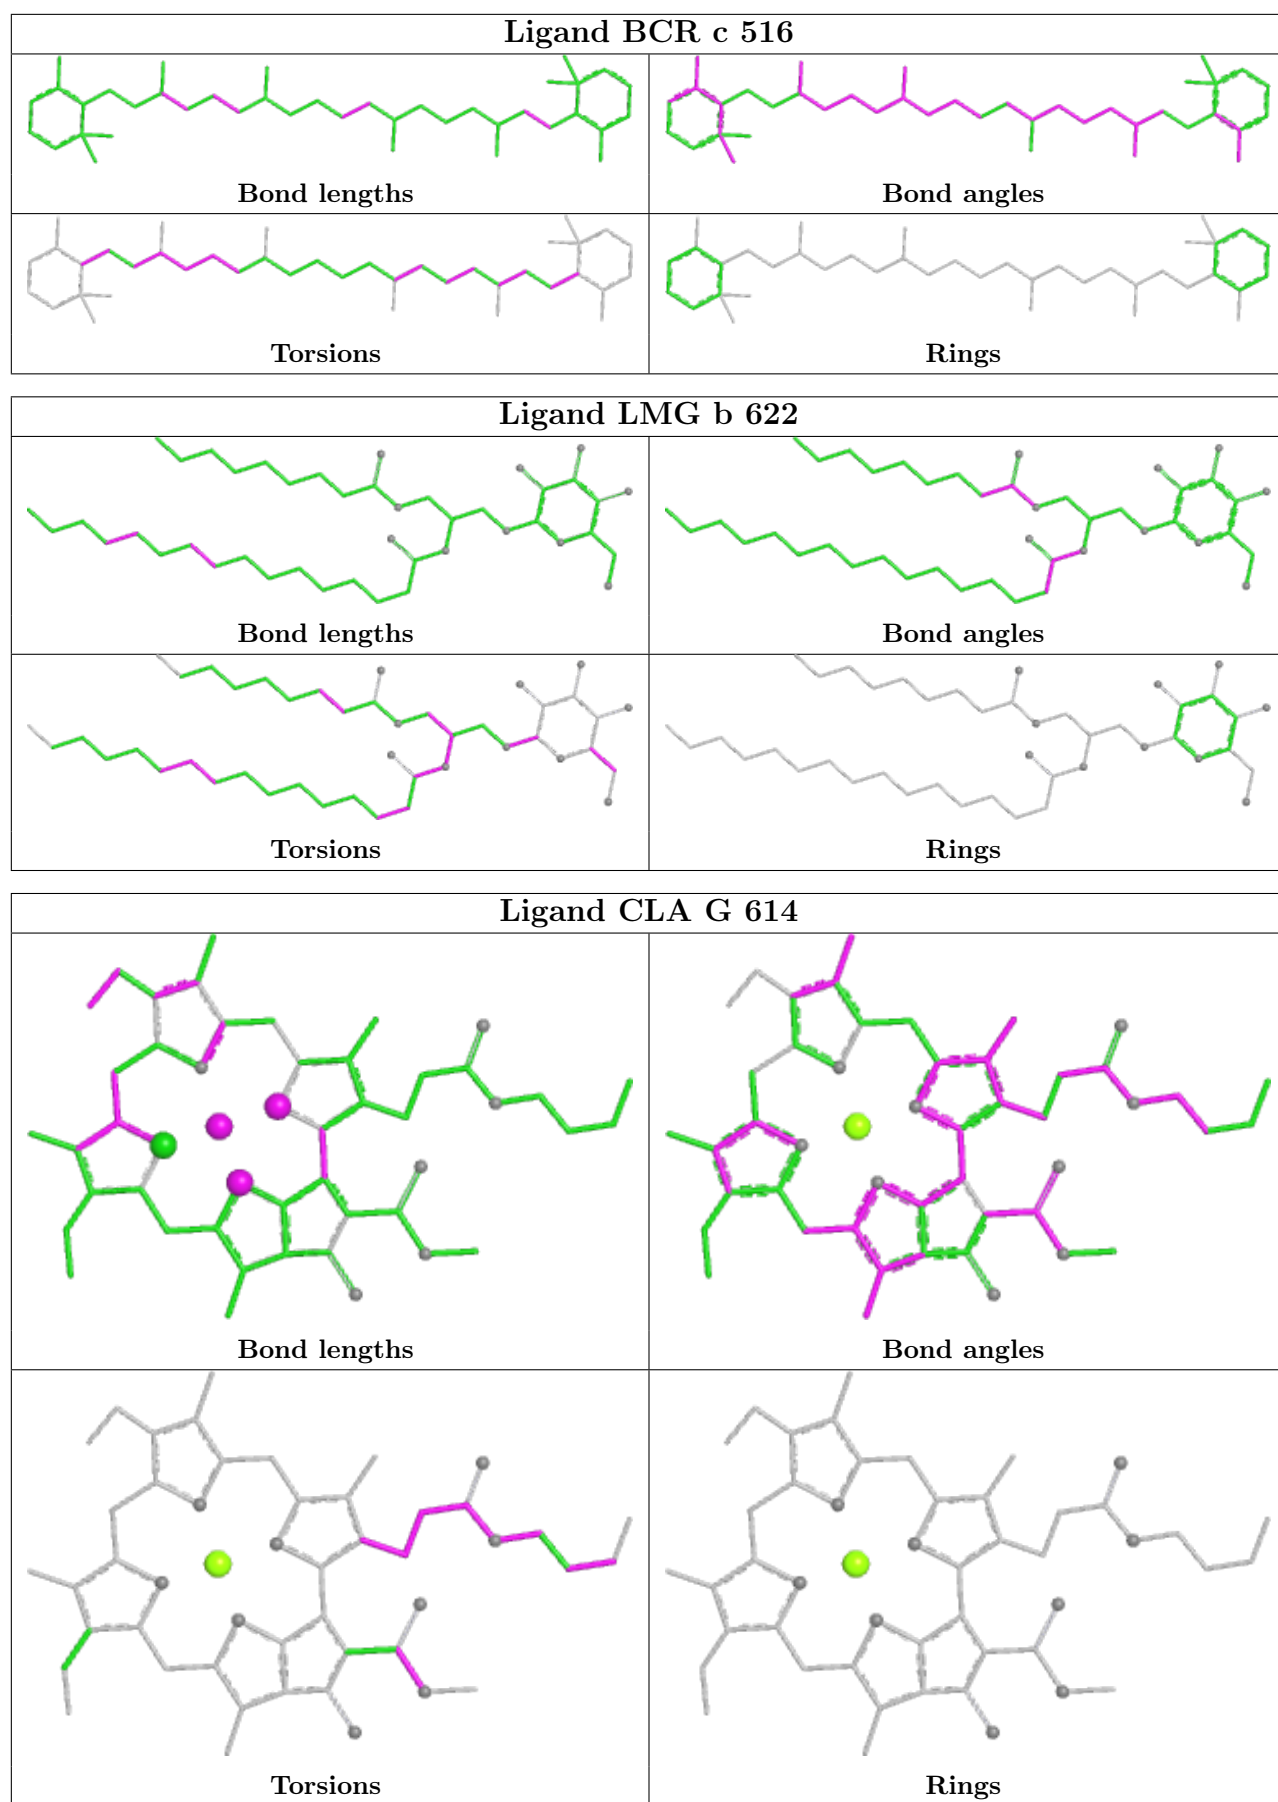 Ligand BCR c 516
Bond lengths
Bond angles
Torsions
Rings
Ligand LMG b 622
Bond lengths
Bond angles
Torsions
Rings
Ligand CLA G 614
Bond lengths
Bond angles
Torsions
Rings